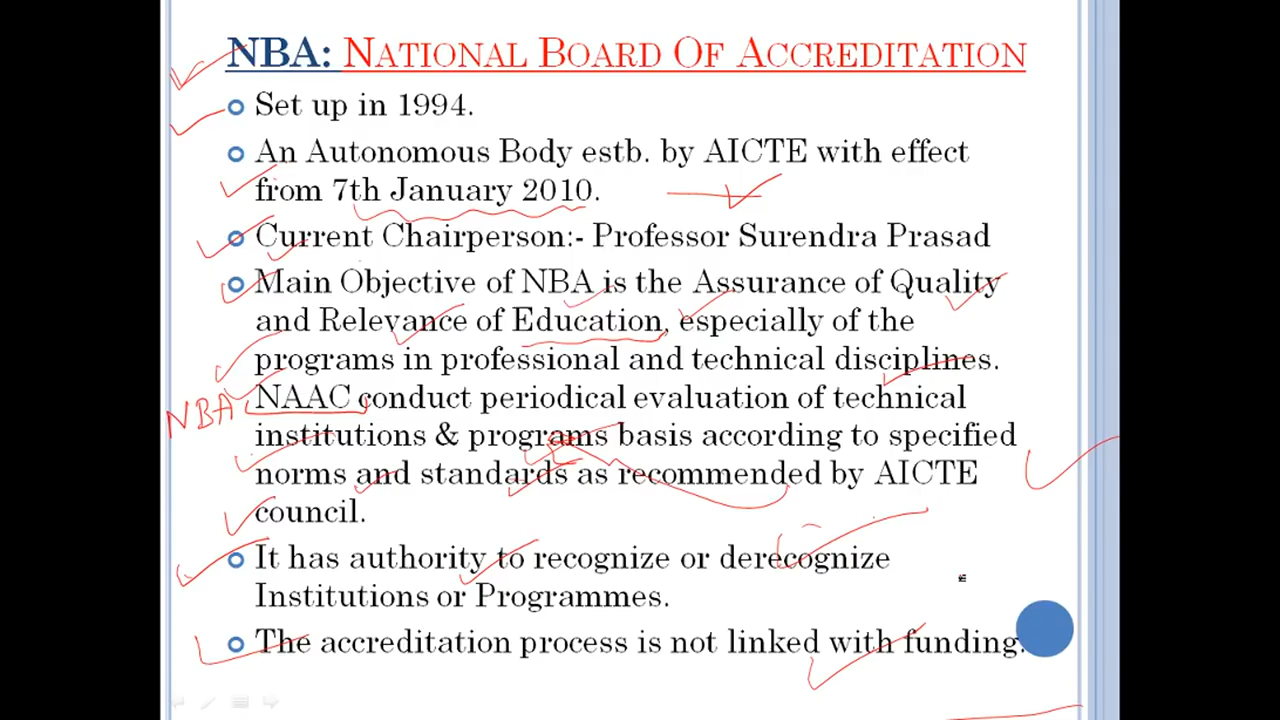 NBA: NATIONAL BOARD OF ACCREDITATION
Set up in 1994.
An Autonomous Body estb. by AICTE with effect
from 7th January 2010.
Current Chairperson:- Professor Surendra Prasad
Main Objective of NBA is the Assurance of Quality
and Relevance of Education, especially of the
programs in professional and technical disciplines.
NBA NAAC conduct periodical evaluation of technical
institutions & programs basis according to specified
norms and standards as recommended by AICTE
council.
It has authority to recognize or derecognize
Institutions or Programmes.
The accreditation process is not linked with funding.